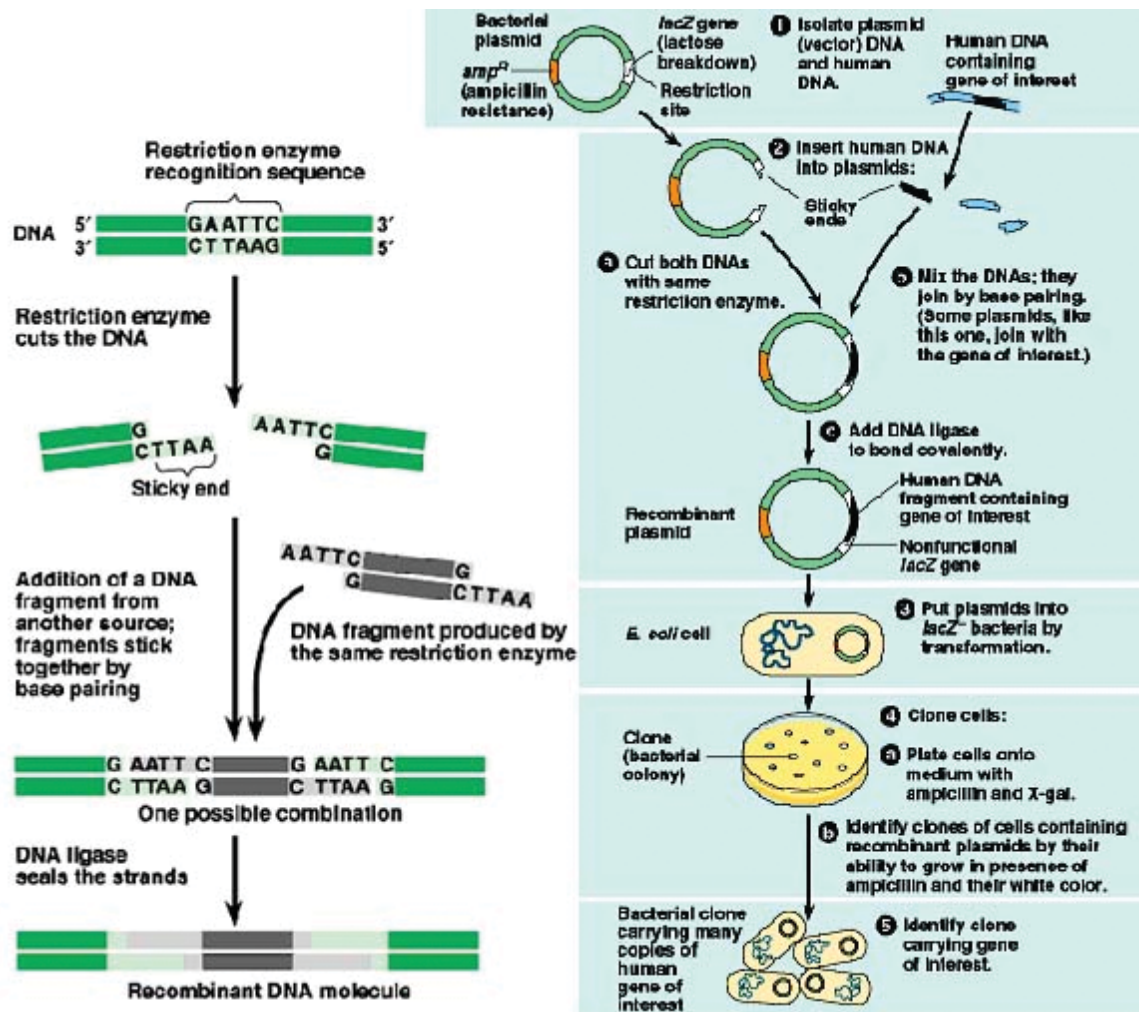 Restriction enzyme
recognition sequence
DNA
5′ GAATTC 3′
3′ CTTAAG 5′
Restriction enzyme
cuts the DNA
G
CTTAA
AATTC
G
Sticky end
Addition of a DNA
fragment from
another source;
fragments stick
together by
base pairing
AATTC G
G CTTAA
DNA fragment produced by
the same restriction enzyme
G AATT C G AATT C
C TTAA G C TTAA G
One possible combination
DNA ligase
seals the strands
Recombinant DNA molecule
Bacterial
plasmid
ampR
(ampicillin
resistance)
lacZ gene
(lactose
breakdown)
Restriction
site
1 Isolate plasmid
(vector) DNA
and human
DNA.
Human DNA
containing
gene of interest
2 Insert human DNA
into plasmids:
Sticky
ends
a Cut both DNAs
with same
restriction enzyme.
b Mix the DNAs; they
join by base pairing.
(Some plasmids, like
this one, join with
the gene of interest.)
c Add DNA ligase
to bond covalently.
Recombinant
plasmid
Human DNA
fragment containing
gene of interest
Nonfunctional
lacZ gene
E. coli cell
3 Put plasmids into
lacZ– bacteria by
transformation.
Clone
(bacterial
colony)
4 Clone cells:
a Plate cells onto
medium with
ampicillin and X-gal.
b Identify clones of cells containing
recombinant plasmids by their
ability to grow in presence of
ampicillin and their white color.
Bacterial clone
carrying many
copies of
human
gene of
interest
5 Identify clone
carrying gene
of interest.